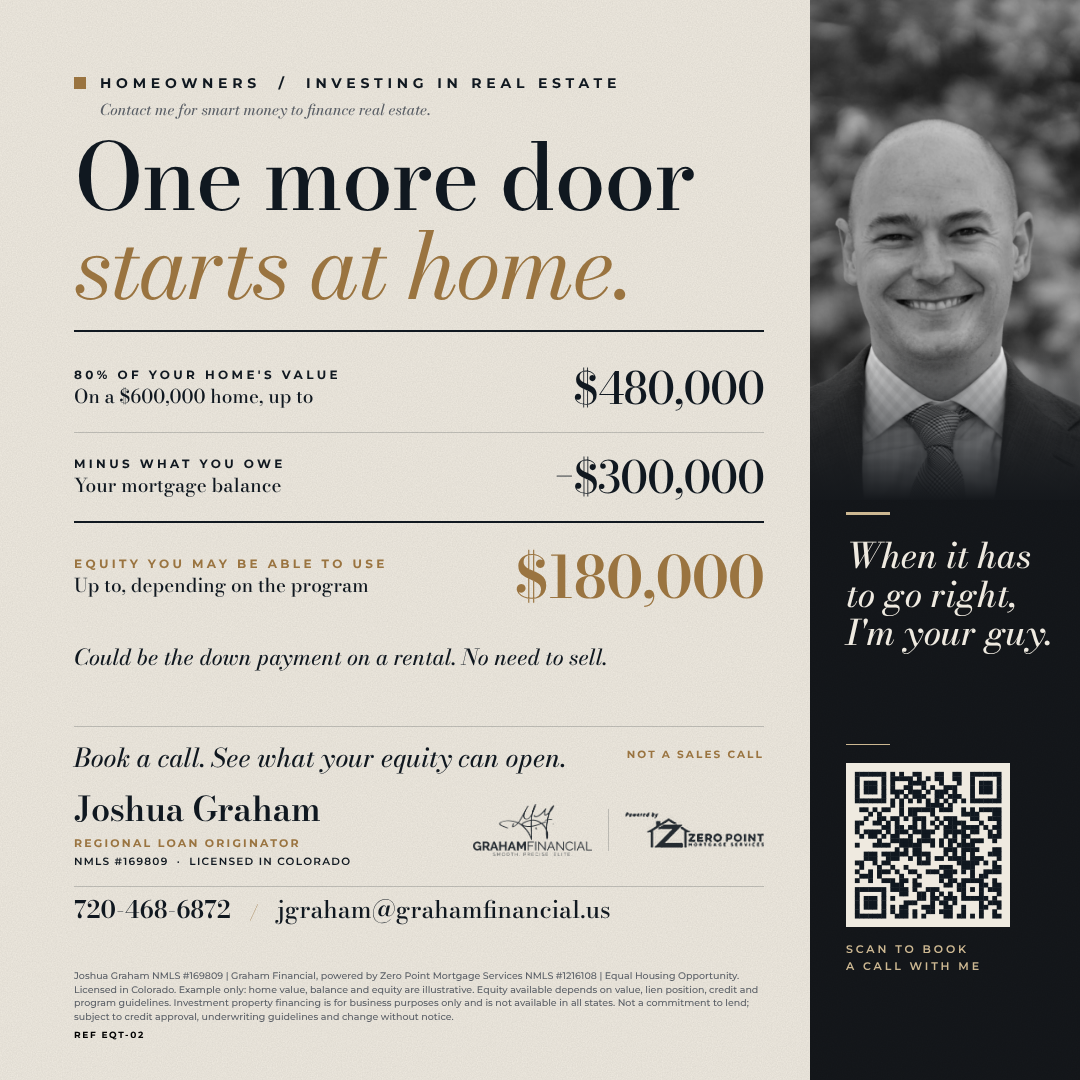 HOMEOWNERS / INVESTING IN REAL ESTATE
Contact me for smart money to finance real estate.
One more door
starts at home.
80% OF YOUR HOME'S VALUE
On a $600,000 home, up to
$480,000
MINUS WHAT YOU OWE
Your mortgage balance
–$300,000
EQUITY YOU MAY BE ABLE TO USE
Up to, depending on the program
$180,000
Could be the down payment on a rental. No need to sell.
Book a call. See what your equity can open.
NOT A SALES CALL
Joshua Graham
REGIONAL LOAN ORIGINATOR
NMLS #169809 · LICENSED IN COLORADO
GRAHAMFINANCIAL
SMOOTH. PRECISE. ELITE.
Powered by
ZERO POINT
MORTGAGE SERVICES
720-468-6872 / jgraham@grahamfinancial.us
Joshua Graham NMLS #169809 | Graham Financial, powered by Zero Point Mortgage Services NMLS #1216108 | Equal Housing Opportunity.
Licensed in Colorado. Example only: home value, balance and equity are illustrative. Equity available depends on value, lien position, credit and
program guidelines. Investment property financing is for business purposes only and is not available in all states. Not a commitment to lend;
subject to credit approval, underwriting guidelines and change without notice.
REF EQT-02
When it has
to go right,
I'm your guy.
SCAN TO BOOK
A CALL WITH ME